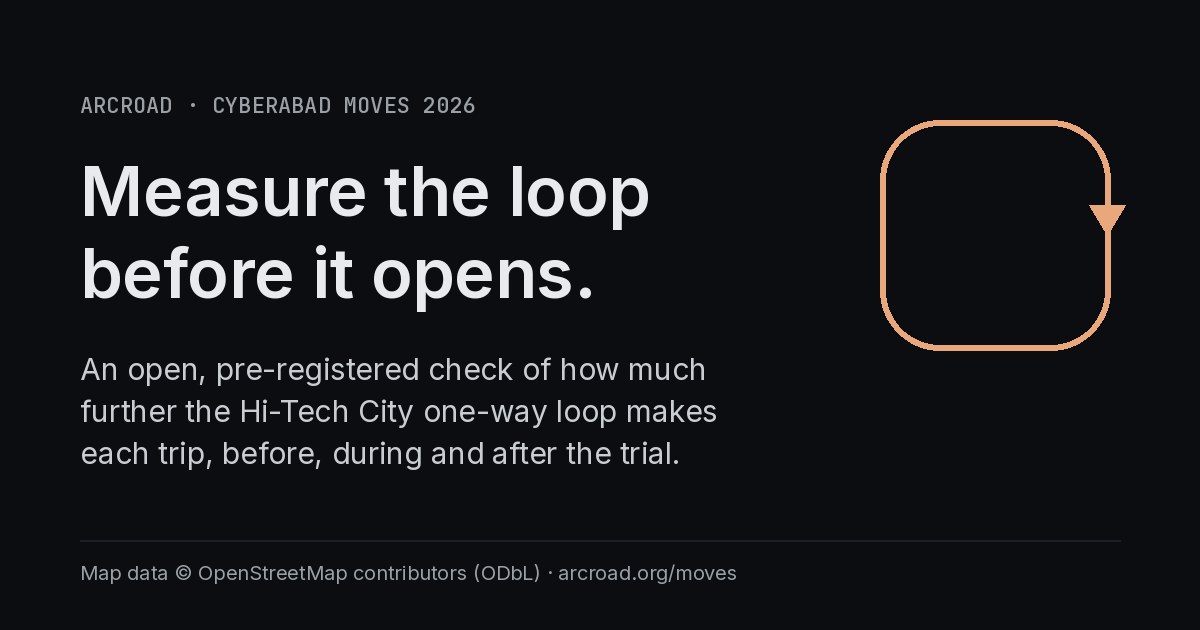 ARCROAD · CYBERABAD MOVES 2026
Measure the loop
before it opens.
An open, pre-registered check of how much
further the Hi-Tech City one-way loop makes
each trip, before, during and after the trial.
Map data © OpenStreetMap contributors (ODbL) · arcroad.org/moves